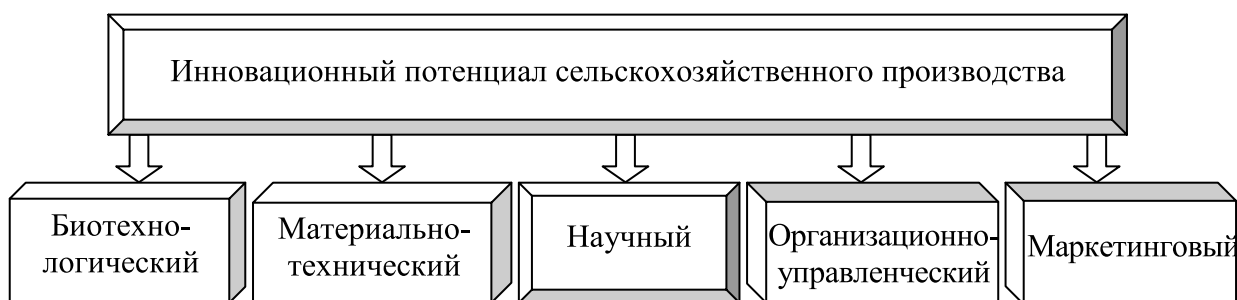 Инновационный потенциал сельскохозяйственного производства
Биотехно-
логический
Материально-
технический
Научный
Организационно-
управленческий
Маркетинговый